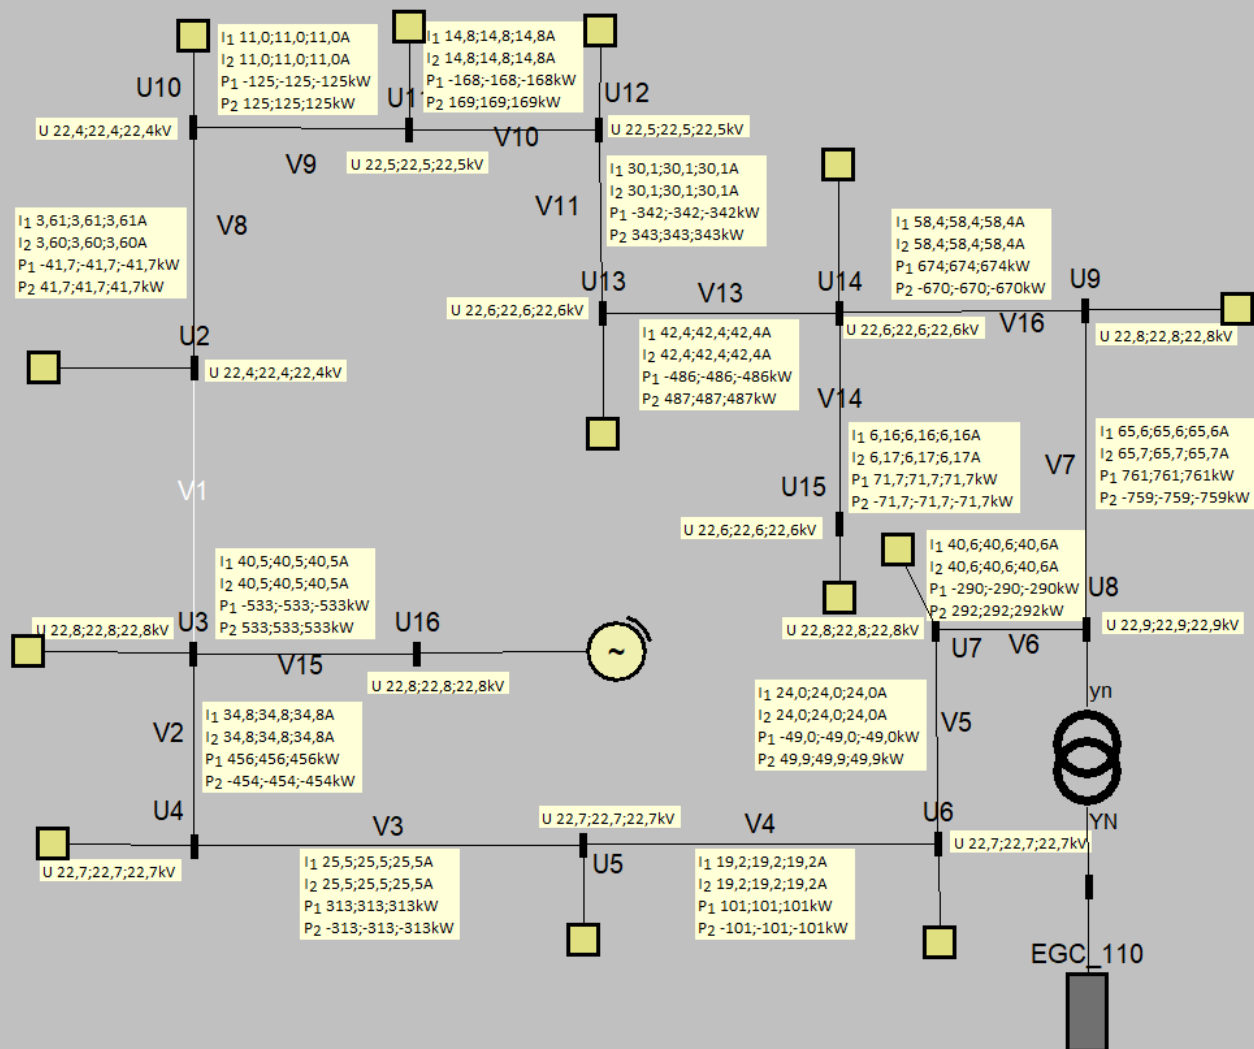 I1 11,0;11,0;11,0A
I2 11,0;11,0;11,0A
P1 -125;-125;-125kW
P2 125;125;125kW
I1 14,8;14,8;14,8A
I2 14,8;14,8;14,8A
P1 -168;-168;-168kW
P2 169;169;169kW
U10
U12
U 22,4;22,4;22,4kV
V9
V10
U 22,5;22,5;22,5kV
U 22,5;22,5;22,5kV
I1 30,1;30,1;30,1A
I2 30,1;30,1;30,1A
P1 -342;-342;-342kW
P2 343;343;343kW
V11
I1 3,61;3,61;3,61A
I2 3,60;3,60;3,60A
P1 -41,7;-41,7;-41,7kW
P2 41,7;41,7;41,7kW
V8
I1 58,4;58,4;58,4A
I2 58,4;58,4;58,4A
P1 674;674;674kW
P2 -670;-670;-670kW
U13
V13
U14
U9
U 22,6;22,6;22,6kV
U 22,6;22,6;22,6kV
V16
U 22,8;22,8;22,8kV
I1 42,4;42,4;42,4A
I2 42,4;42,4;42,4A
P1 -486;-486;-486kW
P2 487;487;487kW
U2
U 22,4;22,4;22,4kV
V14
I1 6,16;6,16;6,16A
I2 6,17;6,17;6,17A
P1 71,7;71,7;71,7kW
P2 -71,7;-71,7;-71,7kW
V7
I1 65,6;65,6;65,6A
I2 65,7;65,7;65,7A
P1 761;761;761kW
P2 -759;-759;-759kW
V1
U15
U 22,6;22,6;22,6kV
I1 40,5;40,5;40,5A
I2 40,5;40,5;40,5A
P1 -533;-533;-533kW
P2 533;533;533kW
I1 40,6;40,6;40,6A
I2 40,6;40,6;40,6A
P1 -290;-290;-290kW
P2 292;292;292kW
U8
U 22,8;22,8;22,8kV
U3
U16
~
U 22,8;22,8;22,8kV
U 22,9;22,9;22,9kV
U7
V6
V15
U 22,8;22,8;22,8kV
yn
V2
I1 34,8;34,8;34,8A
I2 34,8;34,8;34,8A
P1 456;456;456kW
P2 -454;-454;-454kW
I1 24,0;24,0;24,0A
I2 24,0;24,0;24,0A
P1 -49,0;-49,0;-49,0kW
P2 49,9;49,9;49,9kW
V5
U4
V3
U 22,7;22,7;22,7kV
V4
U6
YN
U 22,7;22,7;22,7kV
U5
U 22,7;22,7;22,7kV
I1 25,5;25,5;25,5A
I2 25,5;25,5;25,5A
P1 313;313;313kW
P2 -313;-313;-313kW
I1 19,2;19,2;19,2A
I2 19,2;19,2;19,2A
P1 101;101;101kW
P2 -101;-101;-101kW
EGC_110